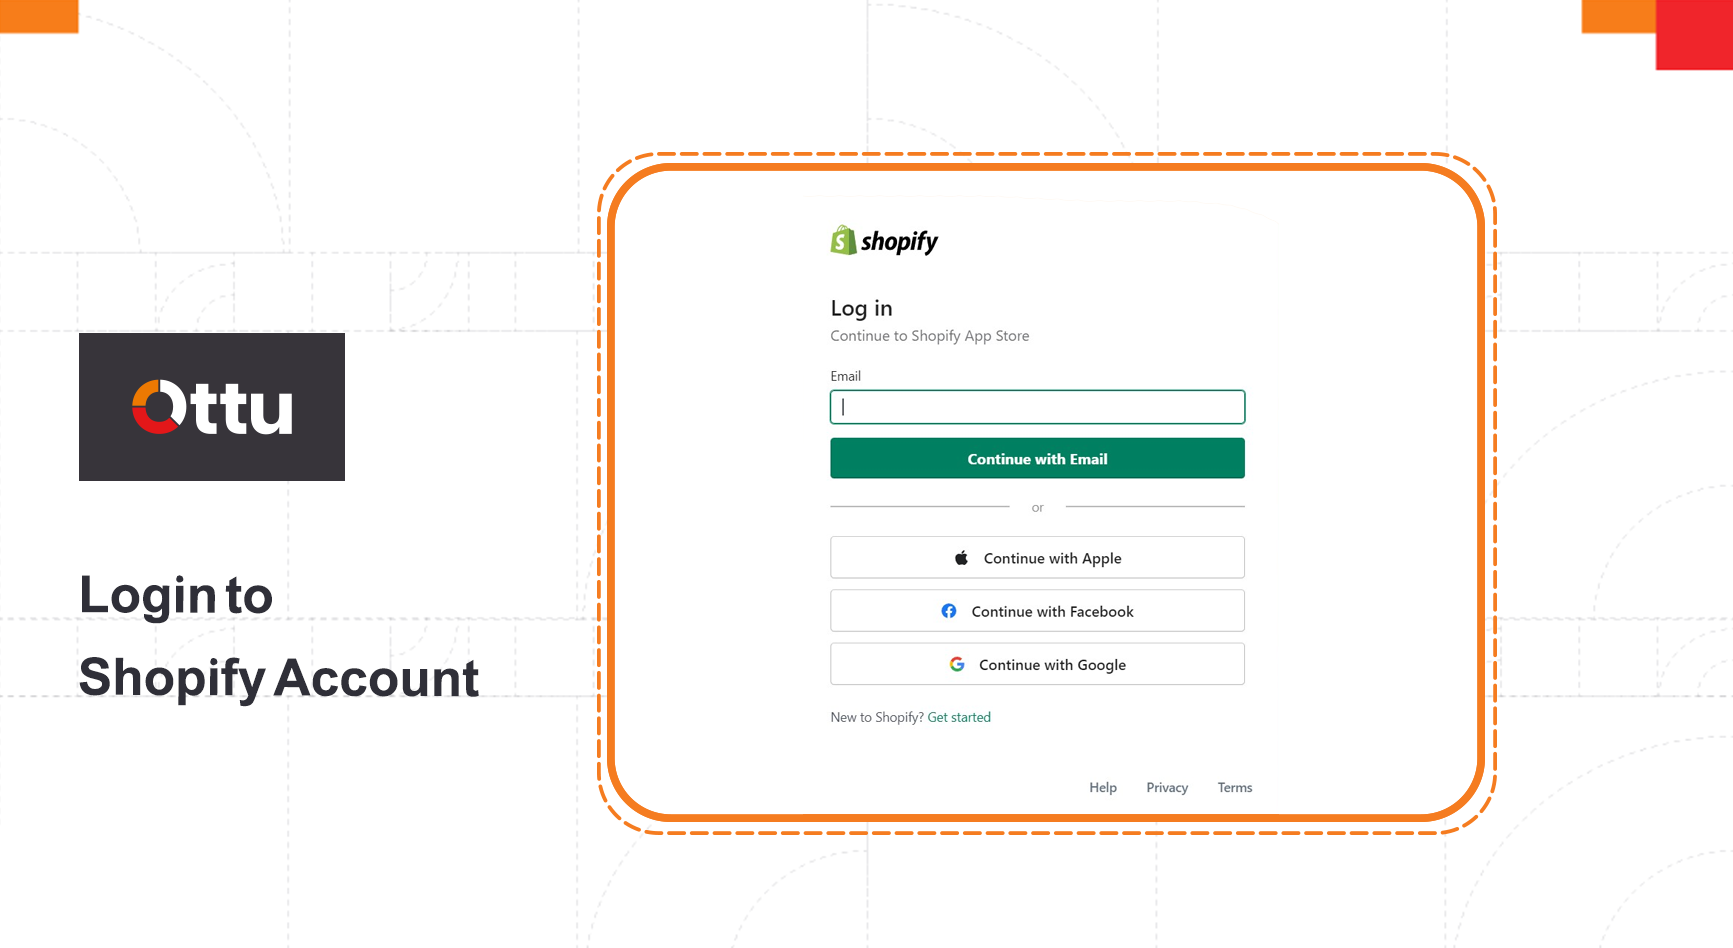 Ottu
Login to
Shopify Account
shopify
Log in
Continue to Shopify App Store
Email
Continue with Email
or
Continue with Apple
Continue with Facebook
Continue with Google
New to Shopify? Get started
Help Privacy Terms